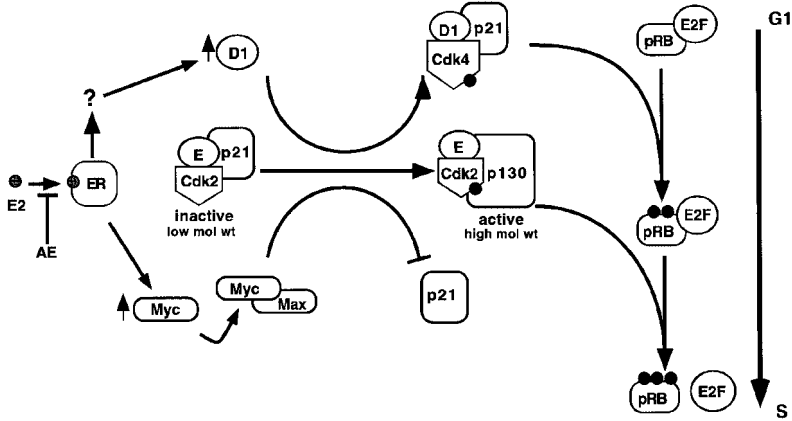 G1
D1
p21
E2F
D1
Cdk4
pRB
?
E
p21
E
Cdk2
Cdk2
p130
ER
E2
inactive
low mol wt
active
high mol wt
E2F
pRB
AE
Myc
Myc
Max
p21
E2F
pRB
S